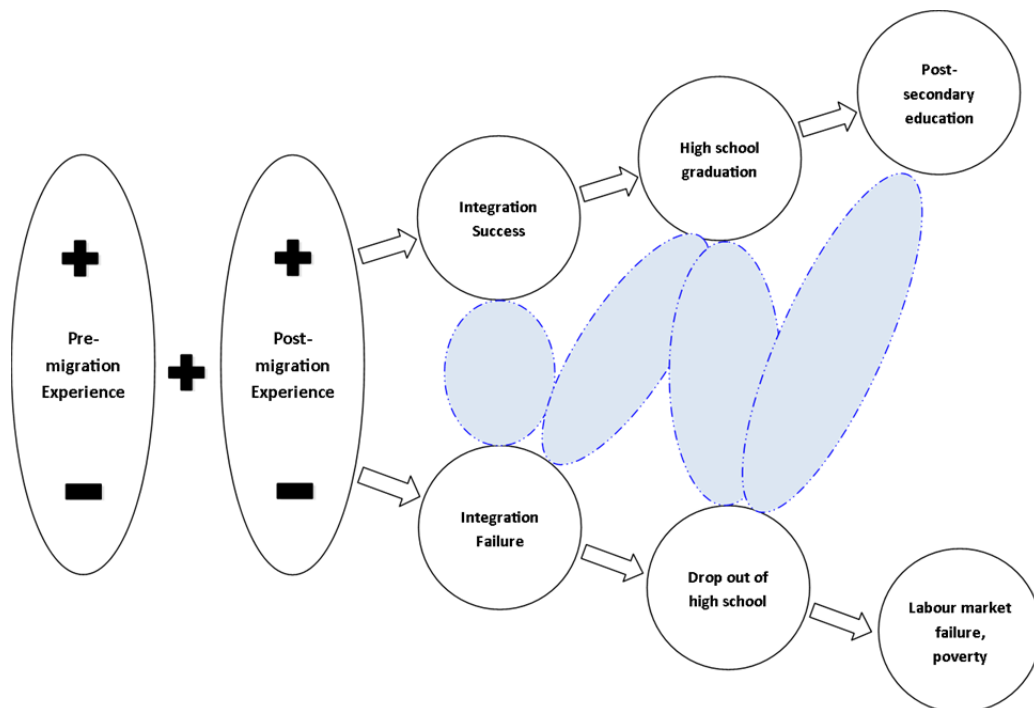 Pre-
migration
Experience
Post-
migration
Experience
Integration
Success
High school
graduation
Post-
secondary
education
Integration
Failure
Drop out of
high school
Labour market
failure,
poverty